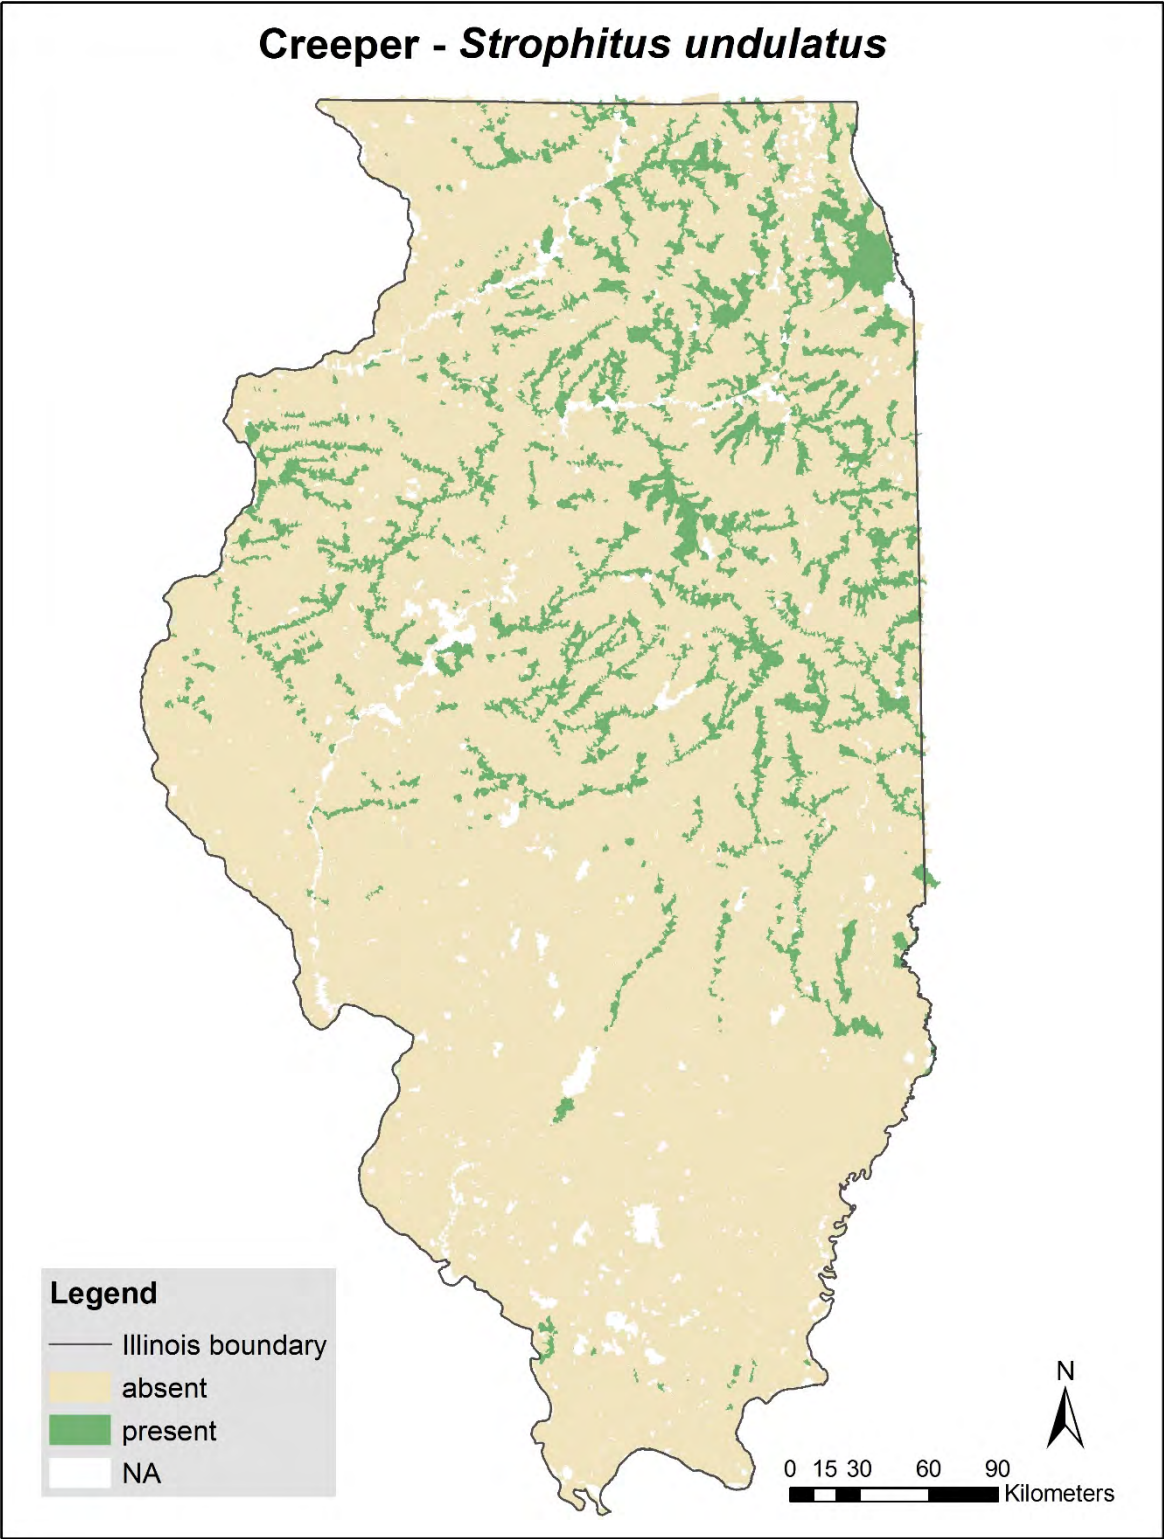 Creeper - Strophitus undulatus
Legend
Illinois boundary
absent
present
NA
N
0 15 30 60 90
Kilometers